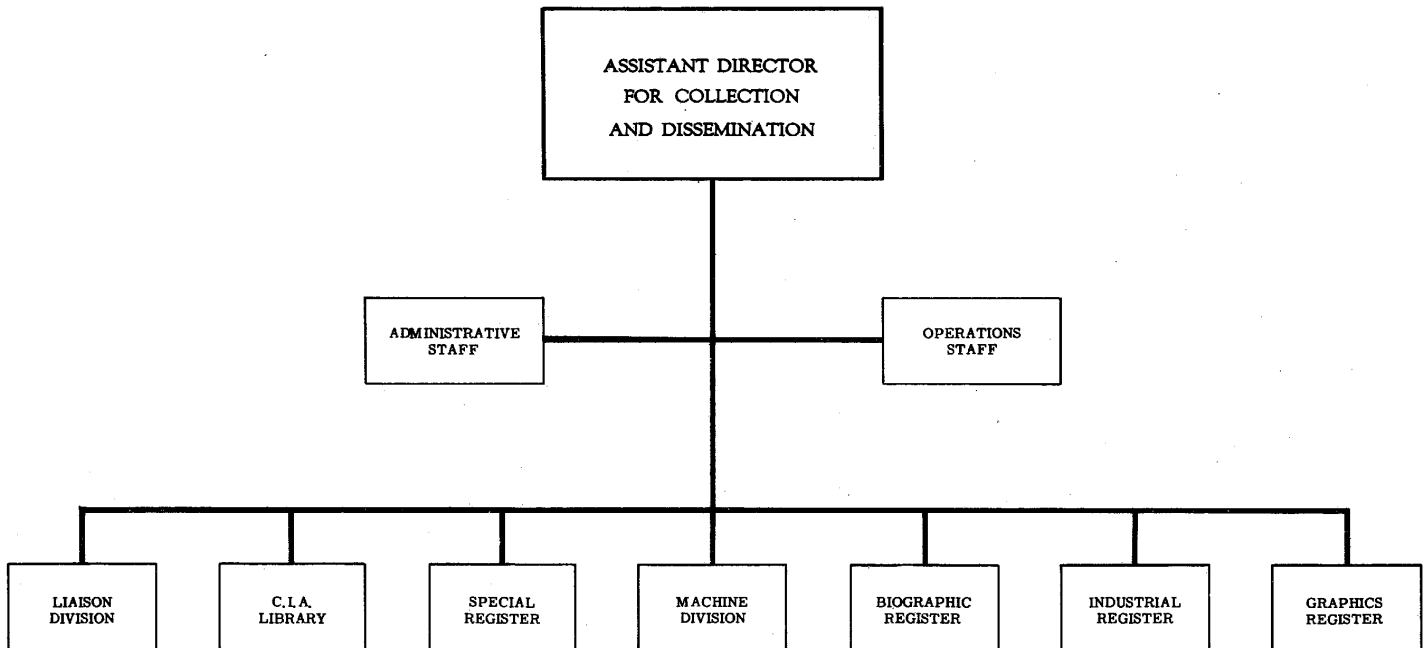 ASSISTANT DIRECTOR
FOR COLLECTION
AND DISSEMINATION
ADMINISTRATIVE
STAFF
OPERATIONS
STAFF
LIAISON
DIVISION
C.I.A.
LIBRARY
SPECIAL
REGISTER
MACHINE
DIVISION
BIOGRAPHIC
REGISTER
INDUSTRIAL
REGISTER
GRAPHICS
REGISTER